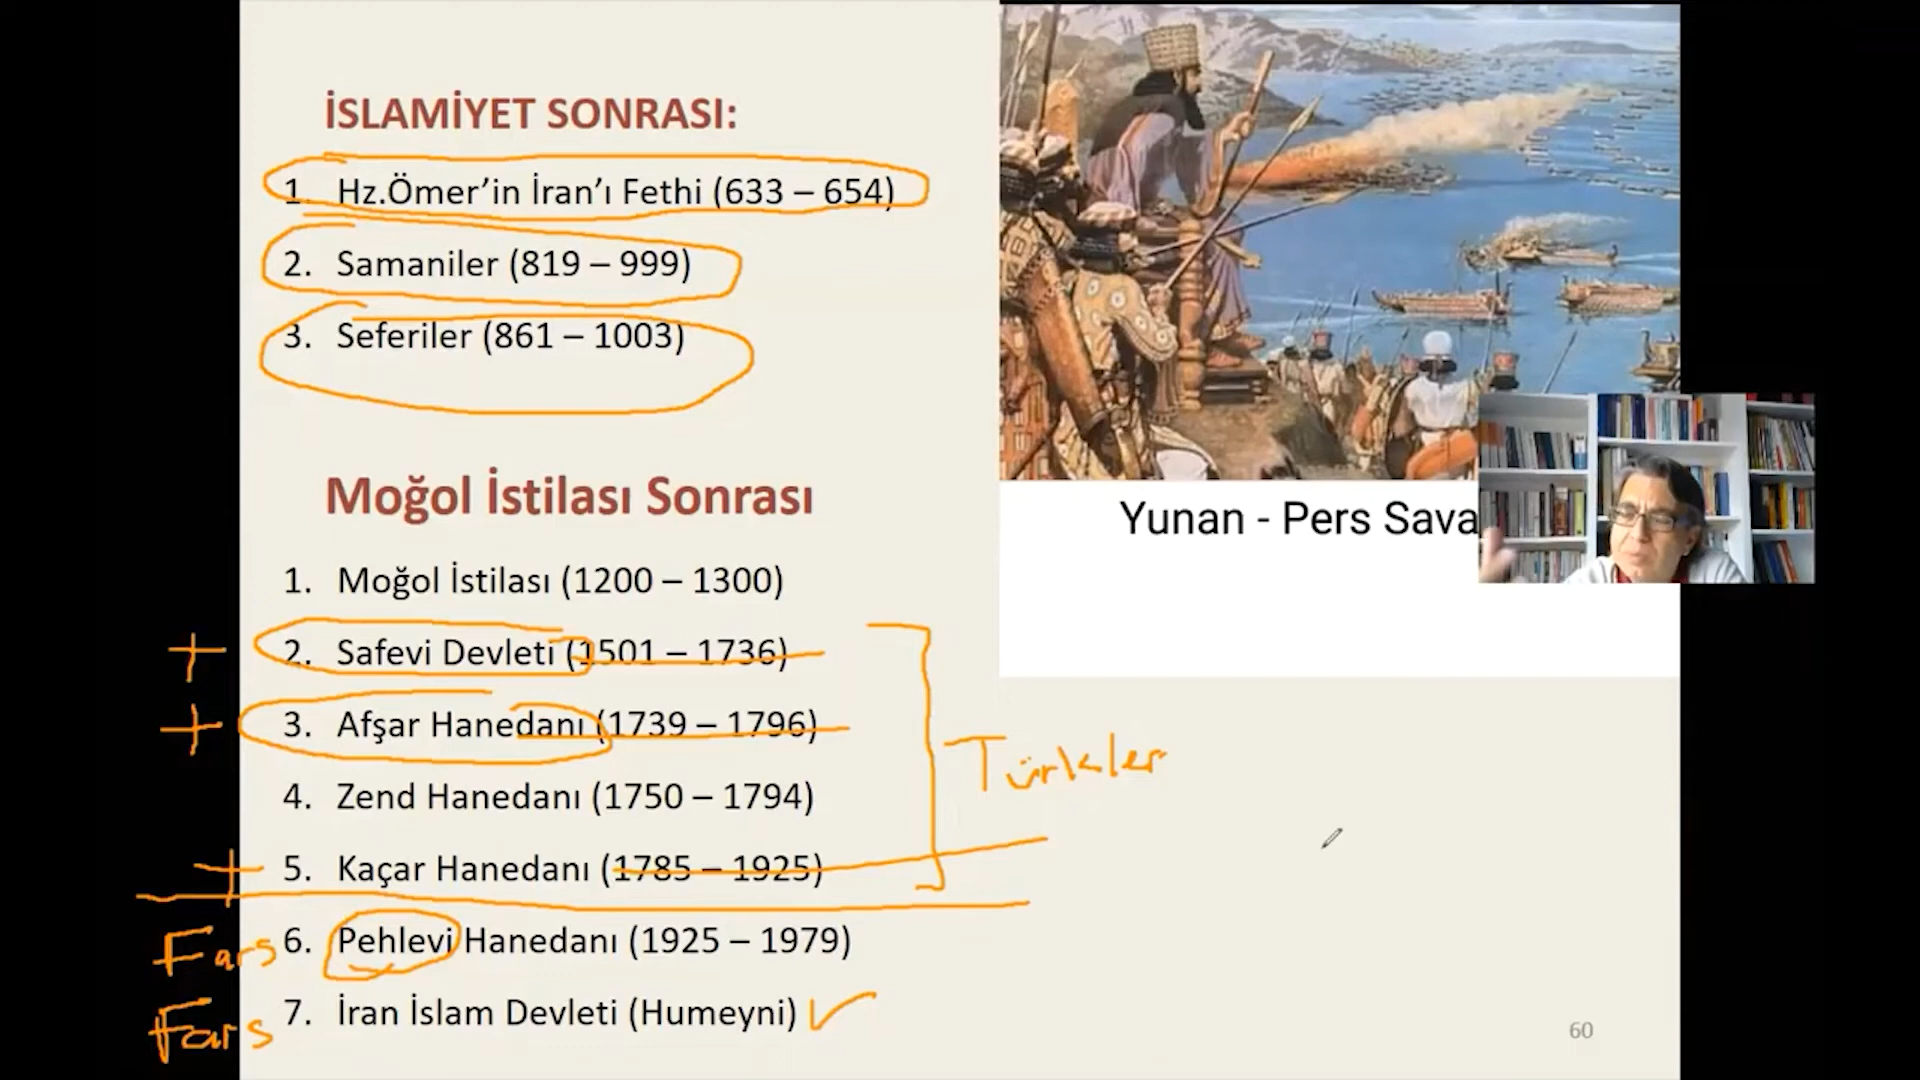 İSLAMİYET SONRASI:
1. Hz.Ömer’in İran’ı Fethi (633 – 654)
2. Samaniler (819 – 999)
3. Seferiler (861 – 1003)
Moğol İstilası Sonrası
1. Moğol İstilası (1200 – 1300)
+ 2. Safevi Devleti (1501 – 1736)
+ 3. Afşar Hanedanı (1739 – 1796)
4. Zend Hanedanı (1750 – 1794)
+ 5. Kaçar Hanedanı (1785 – 1925)
Türkler
Fars 6. Pehlevi Hanedanı (1925 – 1979)
Fars 7. İran İslam Devleti (Humeyni)
Yunan - Pers Sava
60